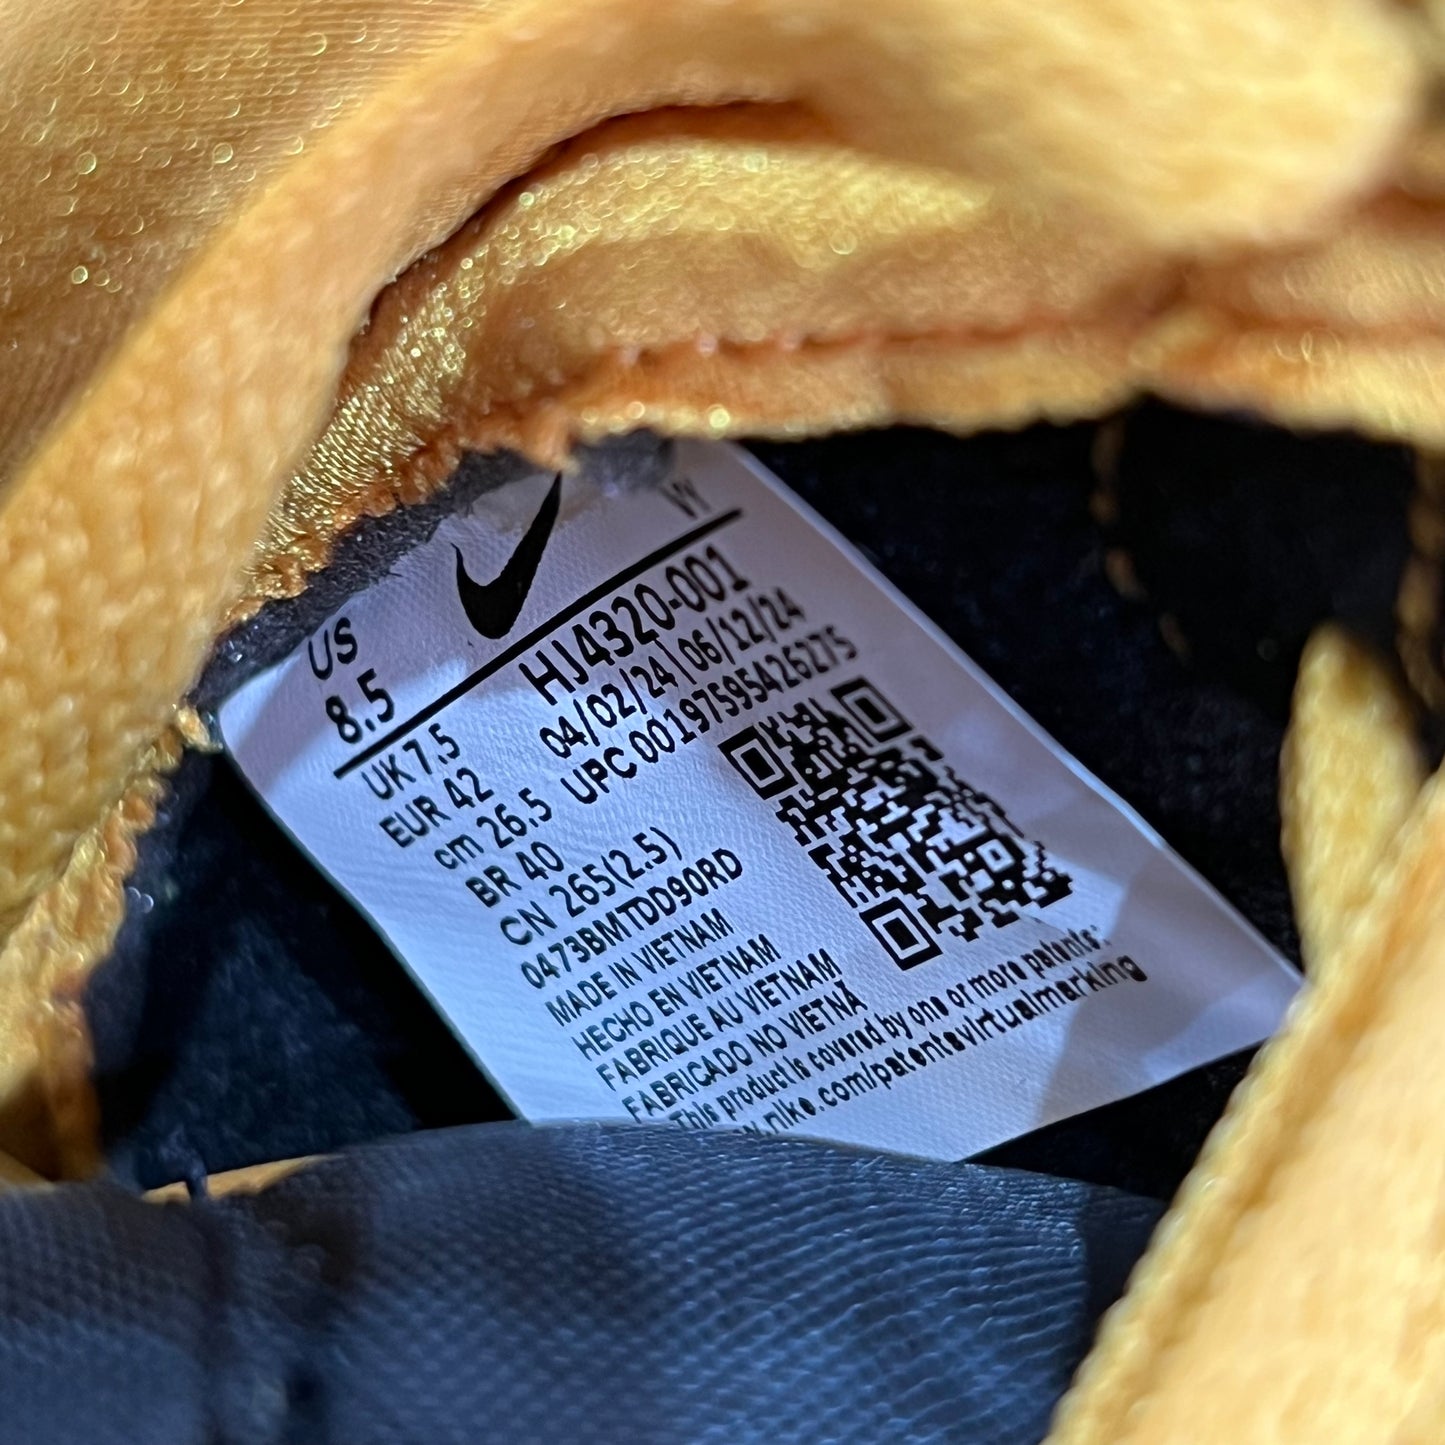 US W
8.5
HJ4320-001
UK 7.5 04/02/24 | 06/12/24
EUR 42 UPC 00197595426275
cm 26.5
BR 40
CN 265(2.5)
0473BMTDD90RD
MADE IN VIETNAM
HECHO EN VIETNAM
FABRIQUE AU VIETNAM
FABRICADO NO VIETNÃ
This product is covered by one or more patents:
.nike.com/patentsvirtualmarking